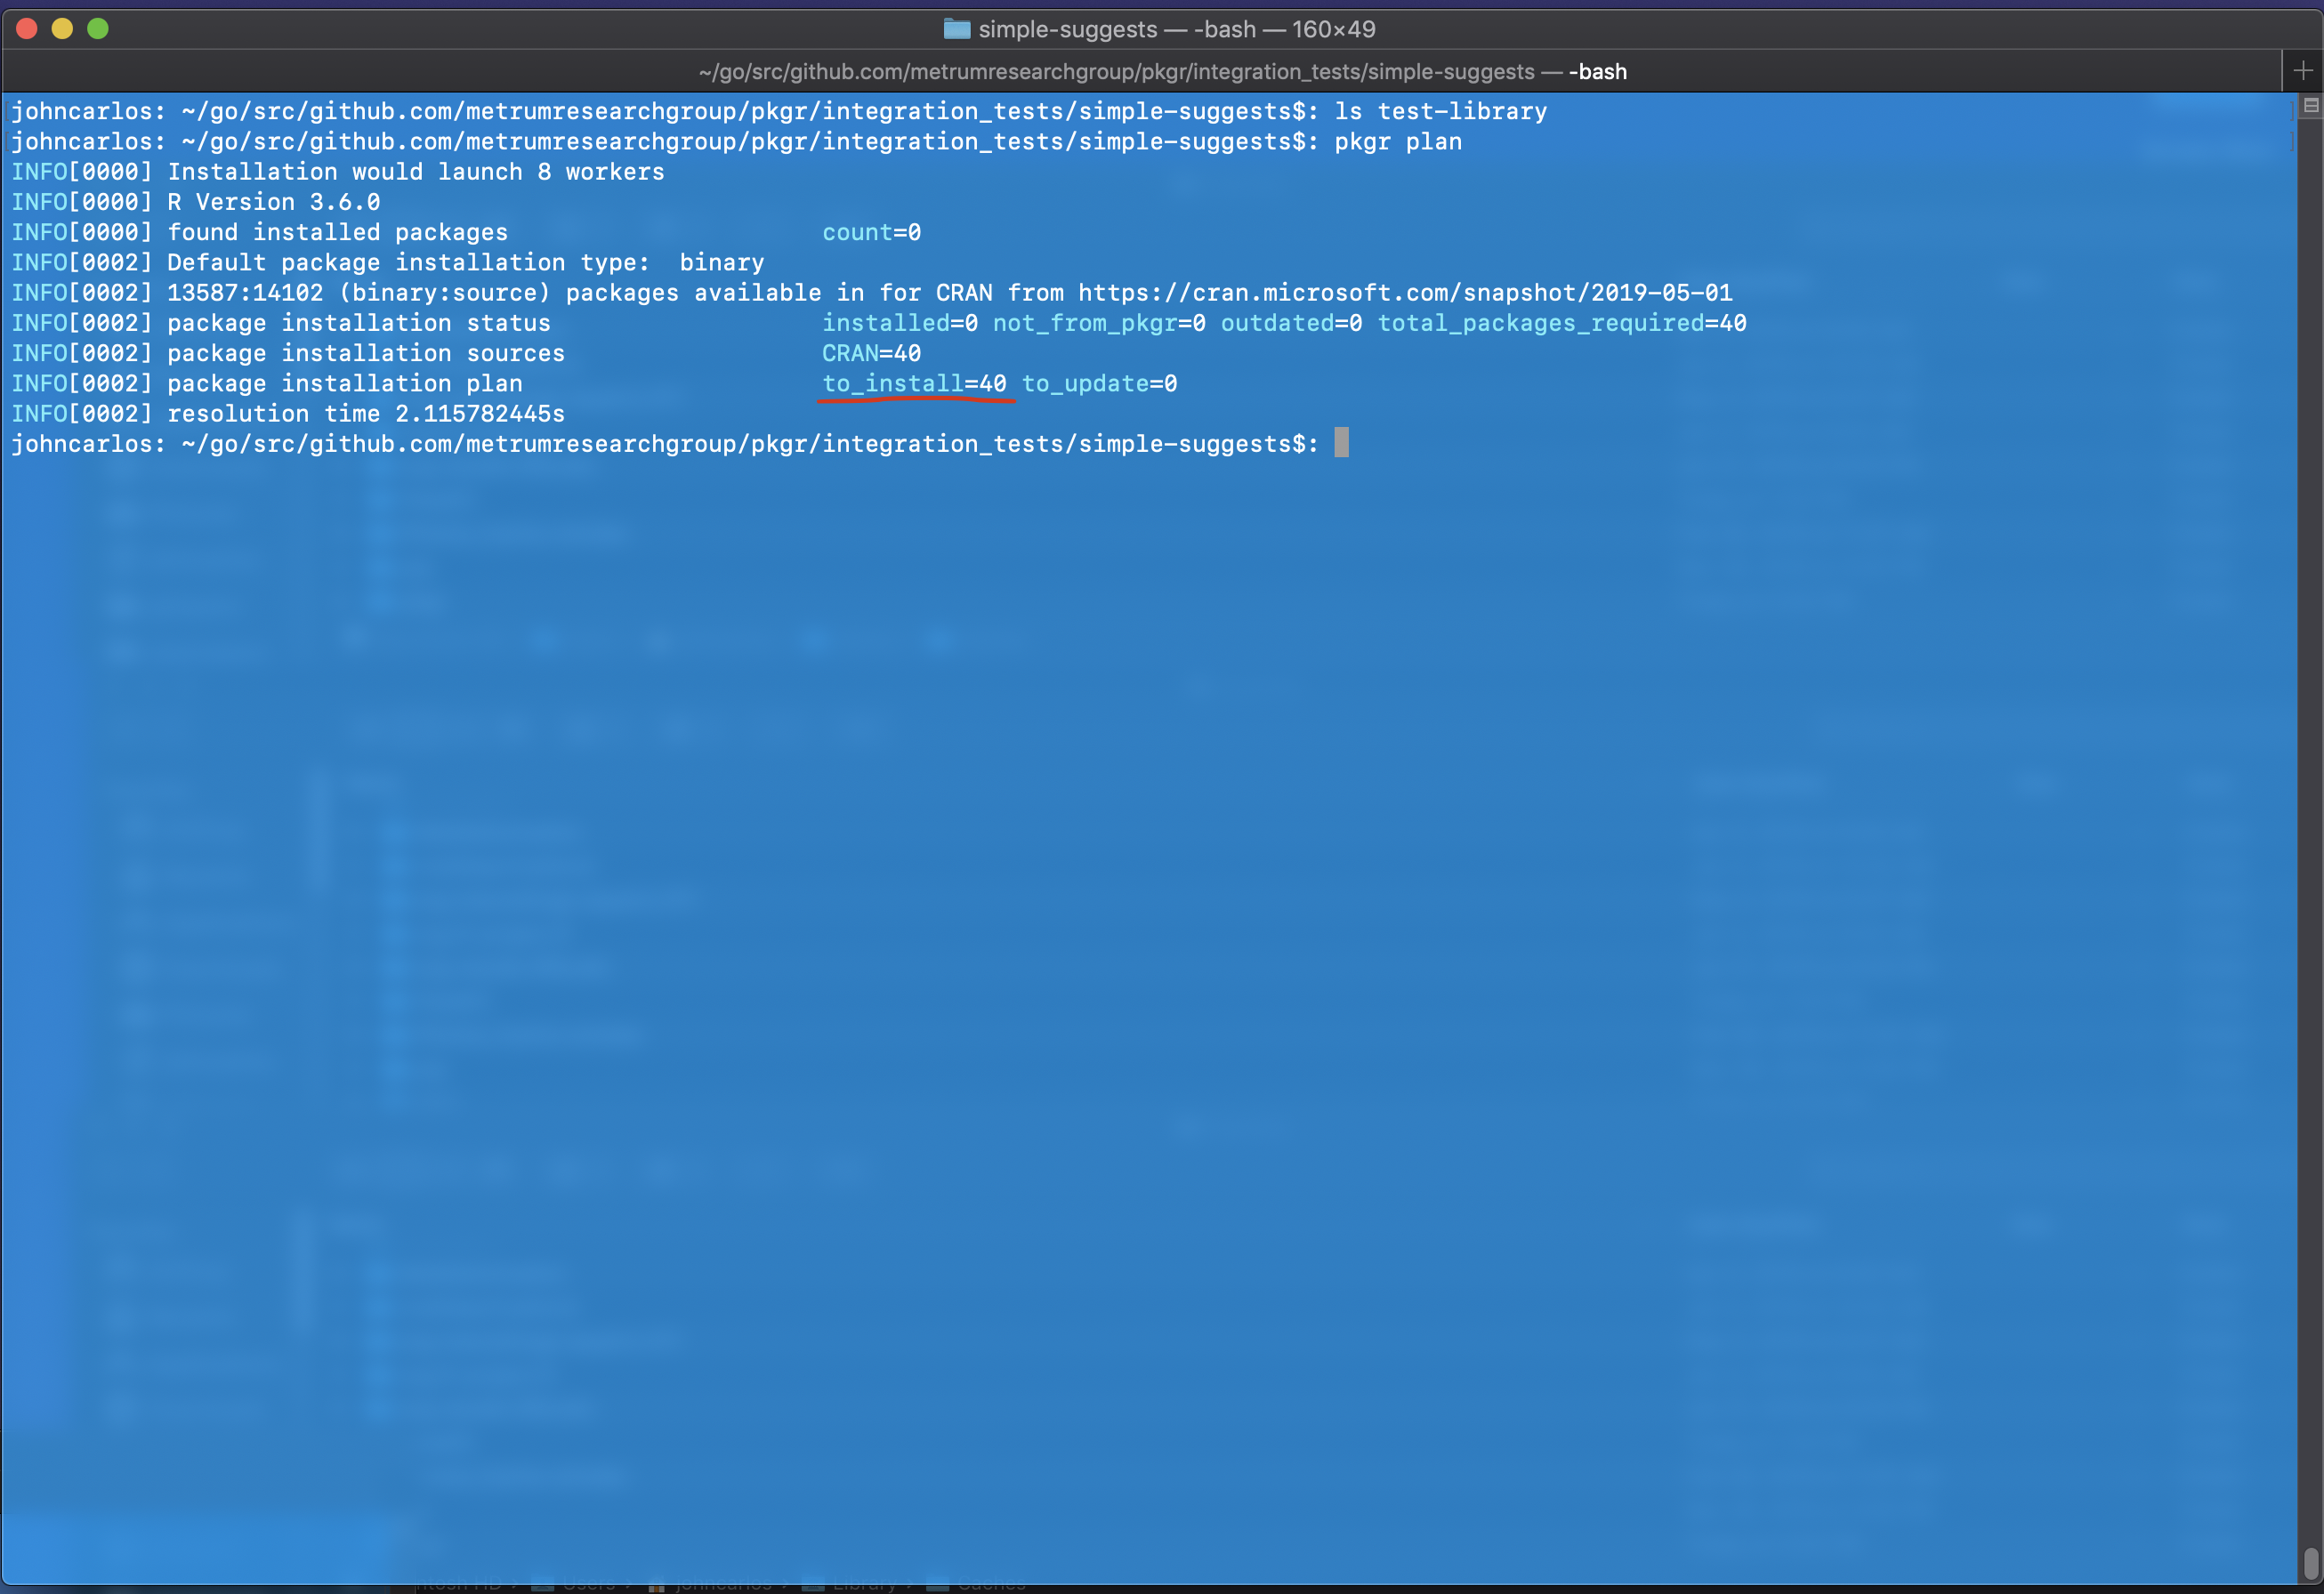 simple-suggests — -bash — 160×49
~/go/src/github.com/metrumresearchgroup/pkgr/integration_tests/simple-suggests — -bash
johncarlos: ~/go/src/github.com/metrumresearchgroup/pkgr/integration_tests/simple-suggests$: ls test-library
johncarlos: ~/go/src/github.com/metrumresearchgroup/pkgr/integration_tests/simple-suggests$: pkgr plan
INFO[0000] Installation would launch 8 workers
INFO[0000] R Version 3.6.0
INFO[0000] found installed packages count=0
INFO[0002] Default package installation type:  binary
INFO[0002] 13587:14102 (binary:source) packages available in for CRAN from https://cran.microsoft.com/snapshot/2019-05-01
INFO[0002] package installation status installed=0 not_from_pkgr=0 outdated=0 total_packages_required=40
INFO[0002] package installation sources CRAN=40
INFO[0002] package installation plan to_install=40 to_update=0
INFO[0002] resolution time 2.115782445s
johncarlos: ~/go/src/github.com/metrumresearchgroup/pkgr/integration_tests/simple-suggests$: